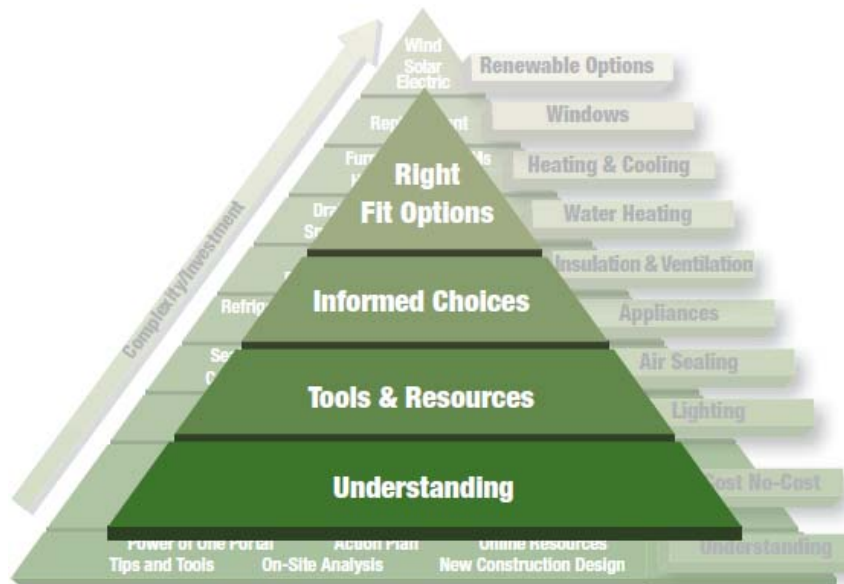 Wind
Solar
Electric
Renewable Options
Windows
Heating & Cooling
Water Heating
Insulation & Ventilation
Appliances
Air Sealing
Lighting
Cost No-Cost
Understanding
Complexity/Investment
Right
Fit Options
Informed Choices
Tools & Resources
Understanding
Power of One Portal Action Plan Online Resources
Tips and Tools On-Site Analysis New Construction Design